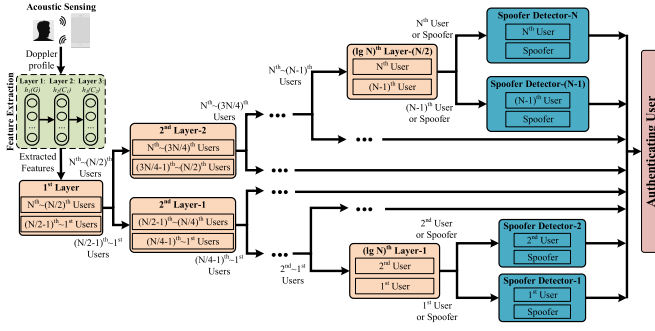 Acoustic Sensing
Doppler
profile
Feature Extraction
Layer 1:
h₁(G)
Layer 2:
h₂(C₁)
Layer 3:
h₃(C₂)
...
...
...
Extracted
Features
1st Layer
Nth~(N/2)th Users
(N/2-1)th~1st Users
Nth~(N/2)th
Users
(N/2-1)th~1st
Users
2nd Layer-2
Nth~(3N/4)th Users
(3N/4-1)th~(N/2)th Users
2nd Layer-1
(N/2-1)th~(N/4)th Users
(N/4-1)th~1st Users
Nth~(3N/4)th
Users
(N/4-1)th~1st
Users
Nth~(N-1)th
Users
2nd~1st
Users
(lg N)th Layer-(N/2)
Nth User
(N-1)th User
(lg N)th Layer-1
2nd User
1st User
Nth User
or Spoofer
(N-1)th User
or Spoofer
2nd User
or Spoofer
1st User
or Spoofer
Spoofer Detector-N
Nth User
Spoofer
Spoofer Detector-(N-1)
(N-1)th User
Spoofer
Spoofer Detector-2
2nd User
Spoofer
Spoofer Detector-1
1st User
Spoofer
Authenticating User